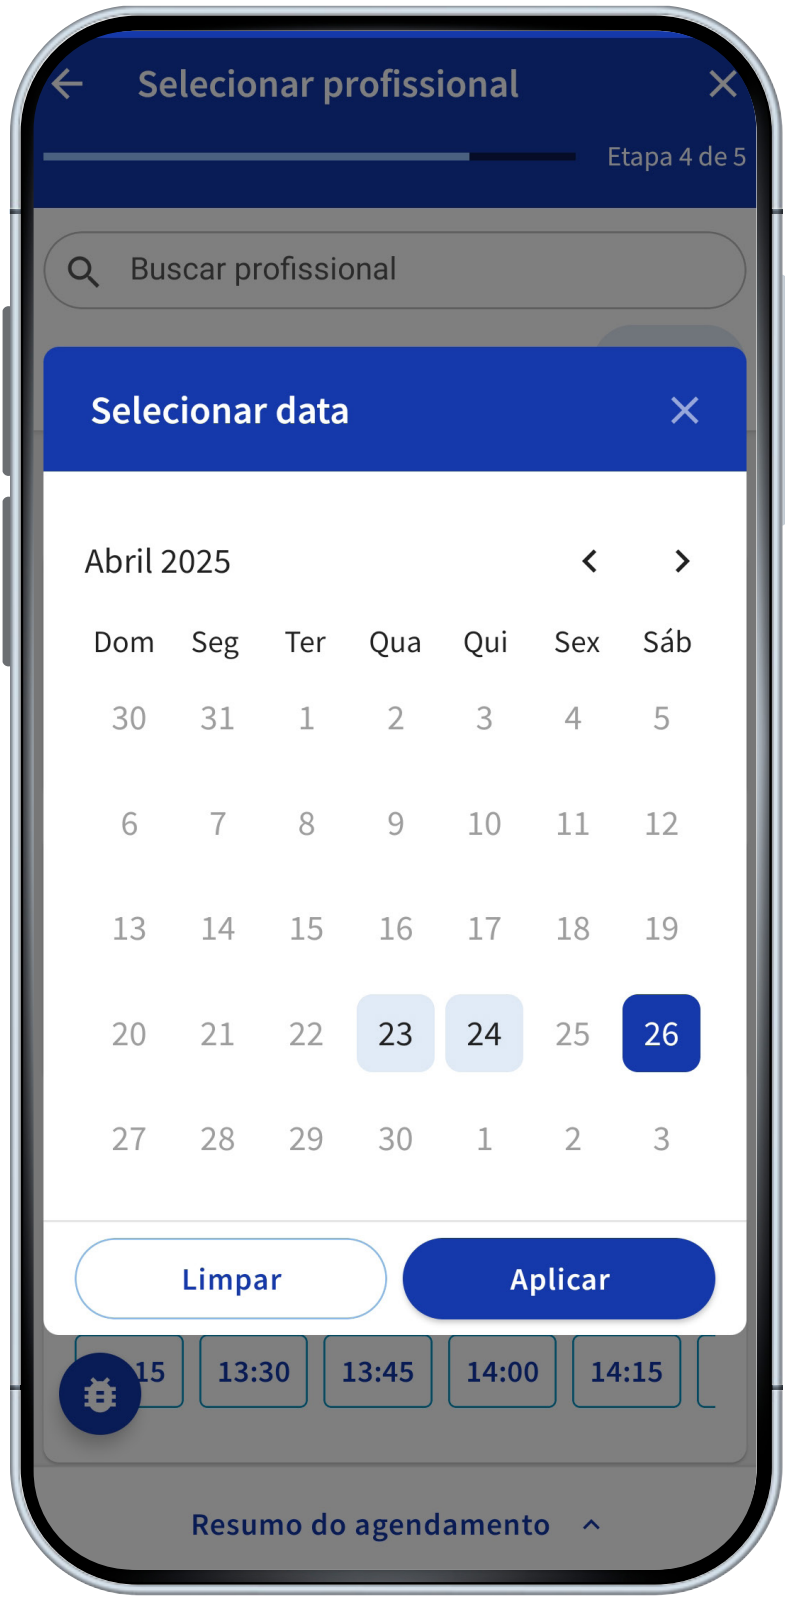 Selecionar profissional
Etapa 4 de 5
Buscar profissional
Selecionar data
Abril 2025
Dom Seg Ter Qua Qui Sex Sáb
30 31 1 2 3 4 5
6 7 8 9 10 11 12
13 14 15 16 17 18 19
20 21 22 23 24 25 26
27 28 29 30 1 2 3
Limpar Aplicar
15 13:30 13:45 14:00 14:15
Resumo do agendamento